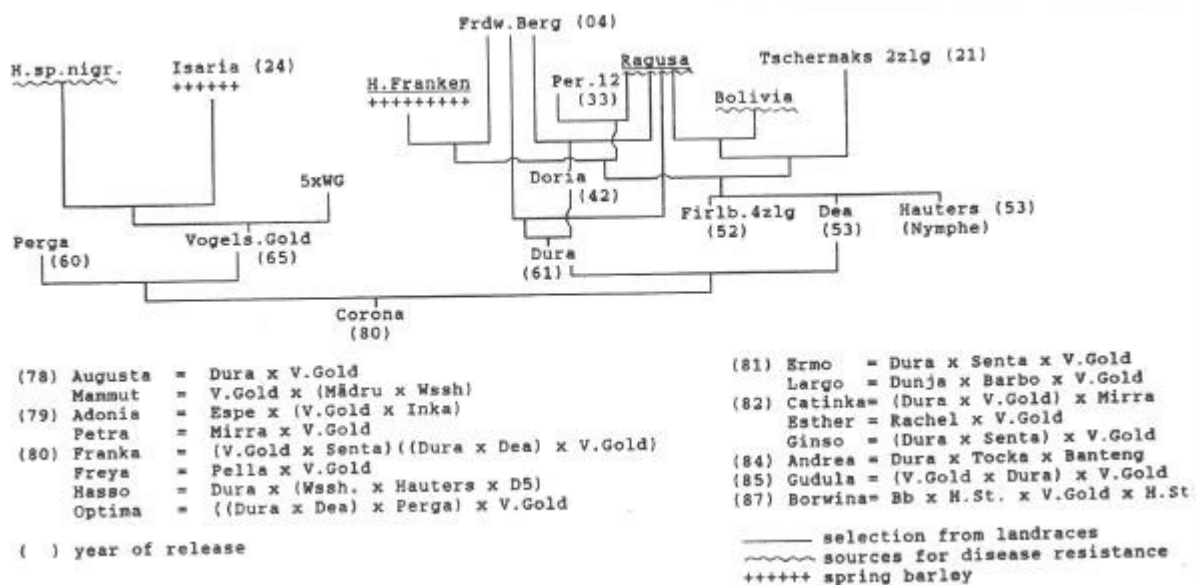 Frdw.Berg (04)
H.sp.nigr.
Isaria (24)
++++++
Ragusa
Tschermaks 2zlg (21)
H.Franken
+++++++++
Per.12
(33)
Bolivia
5xWG
Doria
(42)
Perga
(60)
Vogels.Gold
(65)
Dura
(61)
Firlb.4zlg
(52)
Dea
(53)
Hauters (53)
(Nymphe)
Corona
(80)
(78) Augusta = Dura x V.Gold
Mammut = V.Gold x (Mädru x Wssh)
(79) Adonia = Espe x (V.Gold x Inka)
Petra = Mirra x V.Gold
(80) Franka = (V.Gold x Senta)((Dura x Dea) x V.Gold)
Freya = Pella x V.Gold
Hasso = Dura x (Wssh. x Hauters x D5)
Optima = ((Dura x Dea) x Perga) x V.Gold
( ) year of release
(81) Ermo = Dura x Senta x V.Gold
Largo = Dunja x Barbo x V.Gold
(82) Catinka= (Dura x V.Gold) x Mirra
Esther = Rachel x V.Gold
Ginso = (Dura x Senta) x V.Gold
(84) Andrea = Dura x Tocka x Banteng
(85) Gudula = (V.Gold x Dura) x V.Gold
(87) Borwina= Bb x H.St. x V.Gold x H.St
selection from landraces
sources for disease resistance
++++++ spring barley